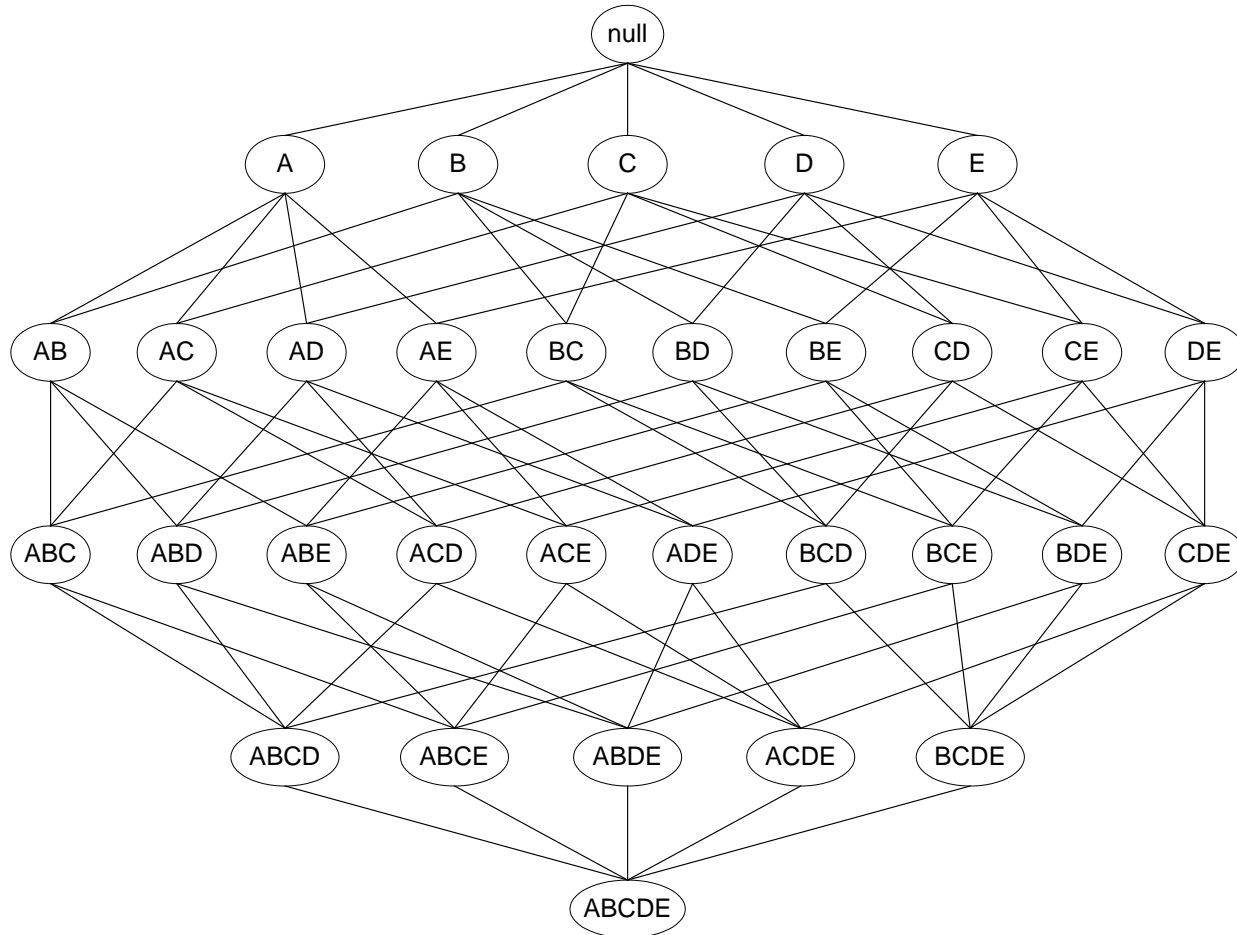 null
A B C D E
AB AC AD AE BC BD BE CD CE DE
ABC ABD ABE ACD ACE ADE BCD BCE BDE CDE
ABCD ABCE ABDE ACDE BCDE
ABCDE